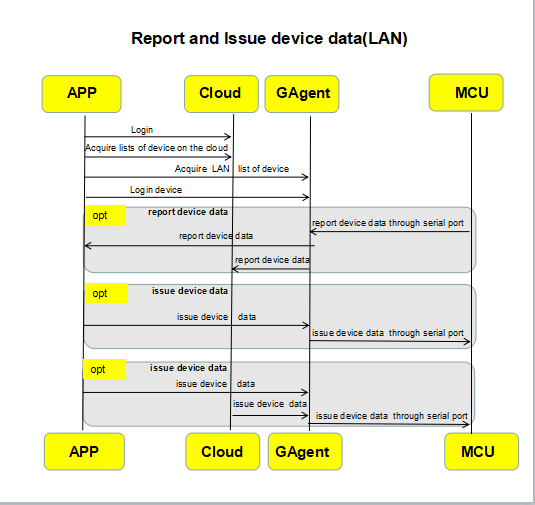 Report and Issue device data(LAN)
APP Cloud GAgent MCU
Login
Acquire lists of device on the cloud
Acquire LAN list of device
Login device
opt report device data
report device data through serial port
report device data
report device data
opt issue device data
issue device data
issue device data through serial port
opt issue device data
issue device data
issue device data
issue device data through serial port
APP Cloud GAgent MCU